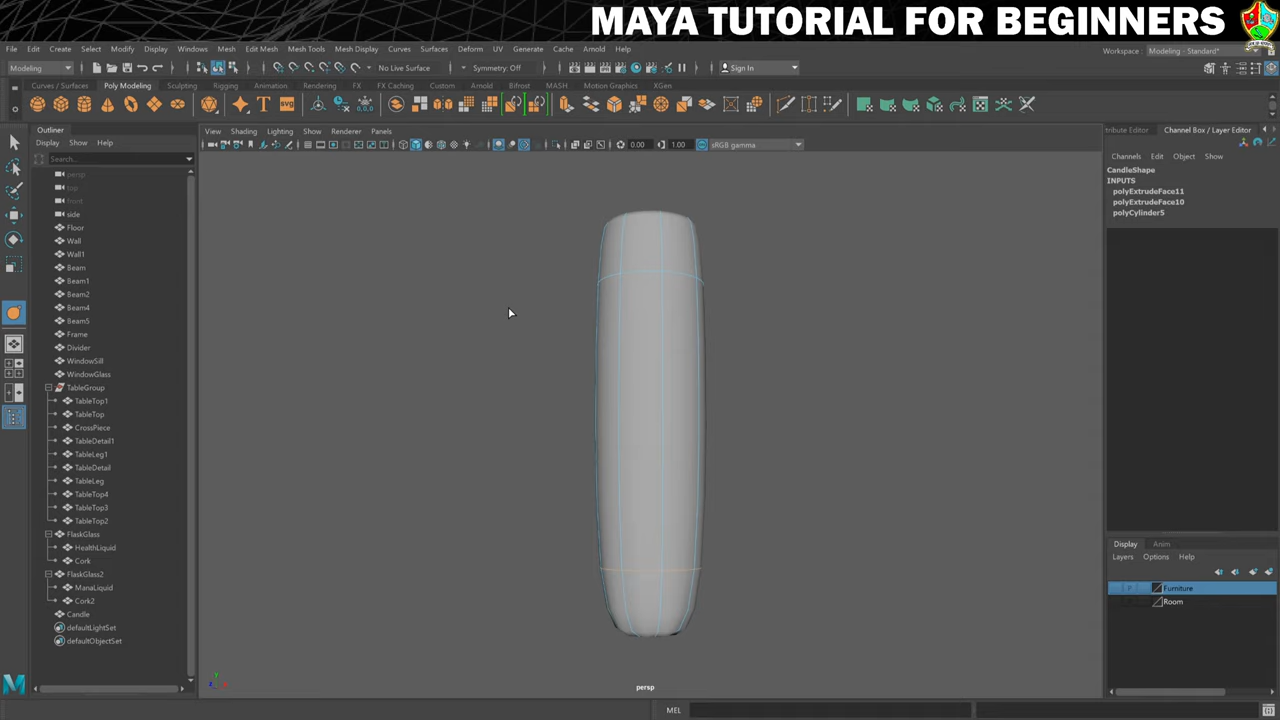 MAYA TUTORIAL FOR BEGINNERS
File Edit Create Select Modify Display Windows Mesh Edit Mesh Mesh Tools Mesh Display Curves Surfaces Deform UV Generate Cache Arnold Help
Workspace : Modeling - Standard*
Modeling No Live Surface Symmetry: Off Sign In
Curves / Surfaces Poly Modeling Sculpting Rigging Animation Rendering FX FX Caching Custom Arnold Bifrost MASH Motion Graphics XGen
Outliner
Display Show Help
Search...
persp
top
front
side
Floor
Wall
Wall1
Beam
Beam1
Beam2
Beam4
Beam5
Frame
Divider
WindowSill
WindowGlass
TableGroup
TableTop1
TableTop
CrossPiece
TableDetail1
TableLeg1
TableDetail
TableLeg
TableTop4
TableTop3
TableTop2
FlaskGlass
HealthLiquid
Cork
FlaskGlass2
ManaLiquid
Cork2
Candle
defaultLightSet
defaultObjectSet
View Shading Lighting Show Renderer Panels
0.00 1.00 sRGB gamma
persp
tribute Editor Channel Box / Layer Editor
Channels Edit Object Show
CandleShape
INPUTS
polyExtrudeFace11
polyExtrudeFace10
polyCylinder5
Display Anim
Layers Options Help
Furniture
Room
MEL